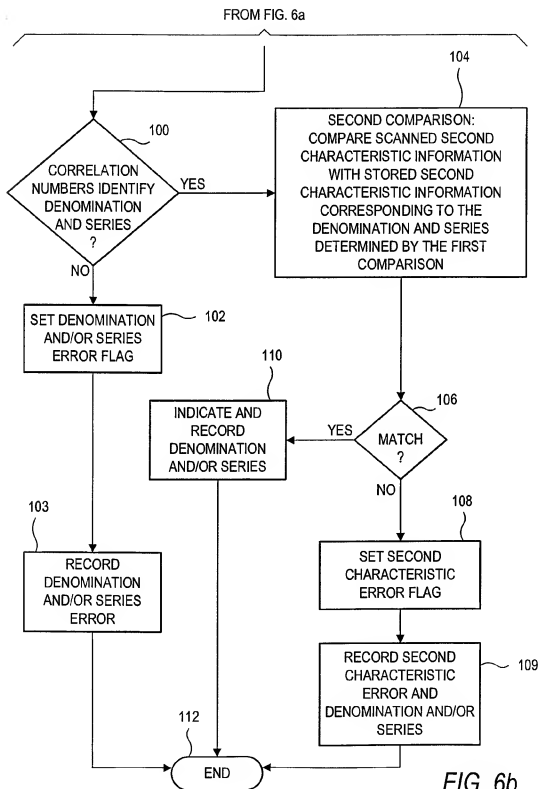 FROM FIG. 6a
100
CORRELATION
NUMBERS IDENTIFY
DENOMINATION
AND SERIES
?
YES
NO
104
SECOND COMPARISON:
COMPARE SCANNED SECOND
CHARACTERISTIC INFORMATION
WITH STORED SECOND
CHARACTERISTIC INFORMATION
CORRESPONDING TO THE
DENOMINATION AND SERIES
DETERMINED BY THE FIRST
COMPARISON
SET DENOMINATION
AND/OR SERIES
ERROR FLAG
102
110
INDICATE AND
RECORD
DENOMINATION
AND/OR SERIES
YES
106
MATCH
?
NO
103
RECORD
DENOMINATION
AND/OR SERIES
ERROR
108
SET SECOND
CHARACTERISTIC
ERROR FLAG
RECORD SECOND
CHARACTERISTIC
ERROR AND
DENOMINATION AND/OR
SERIES
109
112
END
FIG. 6b